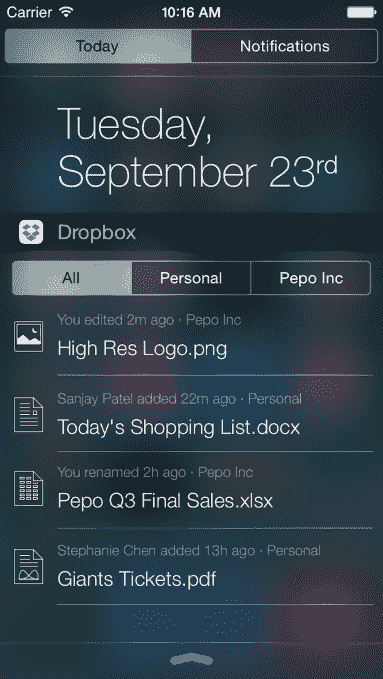 Carrier 10:16 AM
Today Notifications
Tuesday,
September 23rd
Dropbox
All Personal Pepo Inc
You edited 2m ago · Pepo Inc
High Res Logo.png
Sanjay Patel added 22m ago · Personal
Today's Shopping List.docx
You renamed 2h ago · Pepo Inc
Pepo Q3 Final Sales.xlsx
Stephanie Chen added 13h ago · Personal
Giants Tickets.pdf